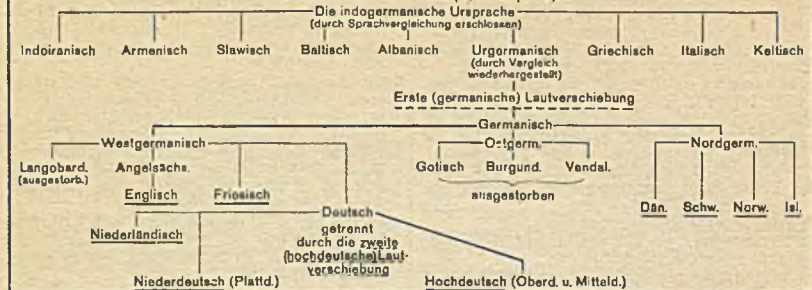 Die indogermanische Ursprache
(durch Sprachvergleichung erschlossen)
Indoiranisch Armenisch Slawisch Baltisch Albanisch Urgormanisch Griechisch Italisch Keltisch
(durch Vergleich
wiederhergestellt)
Erste (germanische) Lautverschiebung
Germanisch
Westgermanisch Ostgerm. Nordgerm.
Langobard. Angelsächs. Gotisch Burgund. Vandal.
(ausgestorb.)
Englisch Friesisch ausgestorben Dän. Schw. Norw. Isl.
Deutsch
Niederländisch getrennt
durch die zweite
(hochdeutsche) Laut-
verschiebung
Niederdeutsch (Plattd.) Hochdeutsch (Oberd. u. Mitteld.)